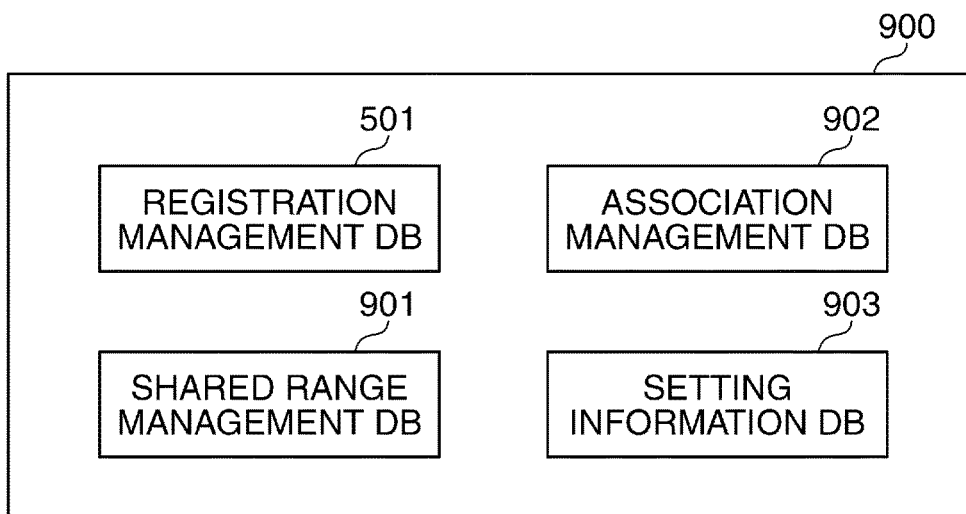 900
501
REGISTRATION
MANAGEMENT DB
902
ASSOCIATION
MANAGEMENT DB
901
SHARED RANGE
MANAGEMENT DB
903
SETTING
INFORMATION DB